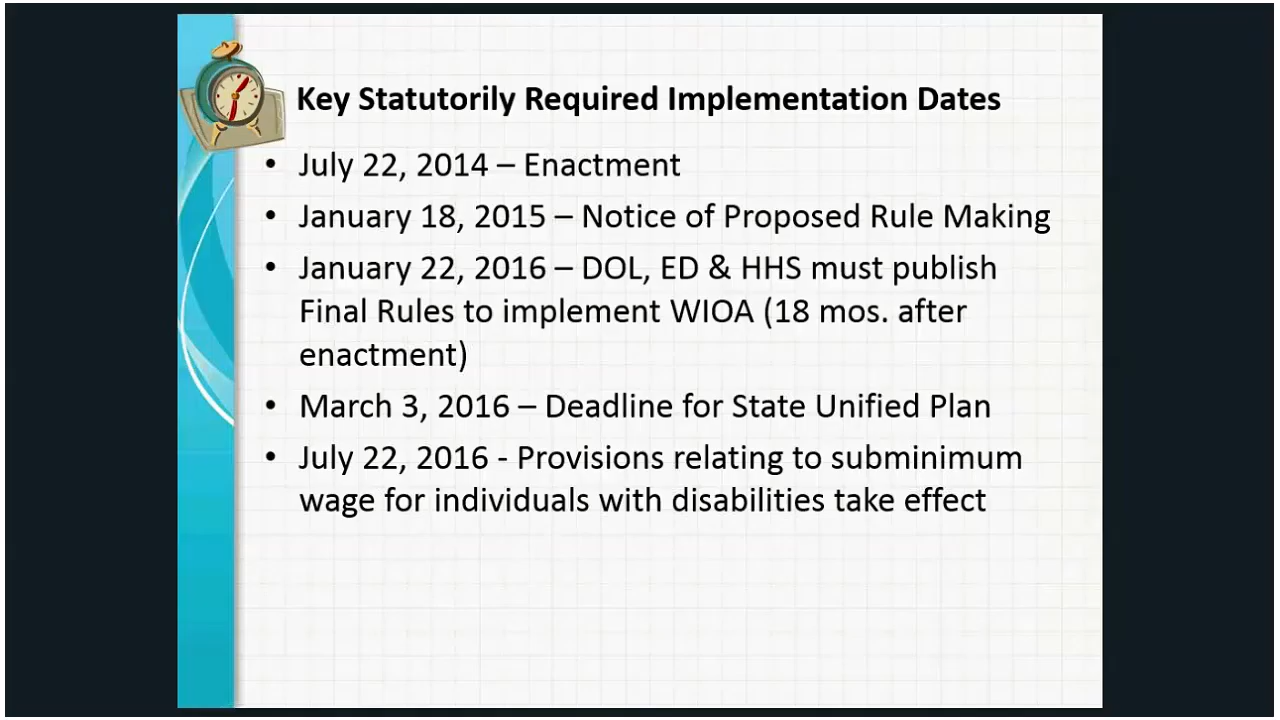 Key Statutorily Required Implementation Dates
• July 22, 2014 – Enactment
• January 18, 2015 – Notice of Proposed Rule Making
• January 22, 2016 – DOL, ED & HHS must publish
Final Rules to implement WIOA (18 mos. after
enactment)
• March 3, 2016 – Deadline for State Unified Plan
• July 22, 2016 - Provisions relating to subminimum
wage for individuals with disabilities take effect